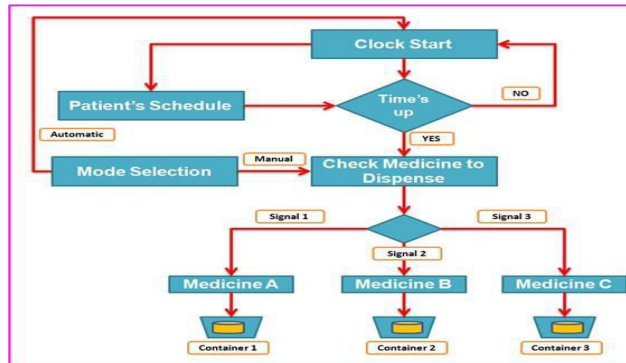 Clock Start
Patient's Schedule
Time's
up
NO
Automatic
YES
Mode Selection
Manual
Check Medicine to
Dispense
Signal 1
Signal 3
Signal 2
Medicine A
Medicine B
Medicine C
Container 1
Container 2
Container 3